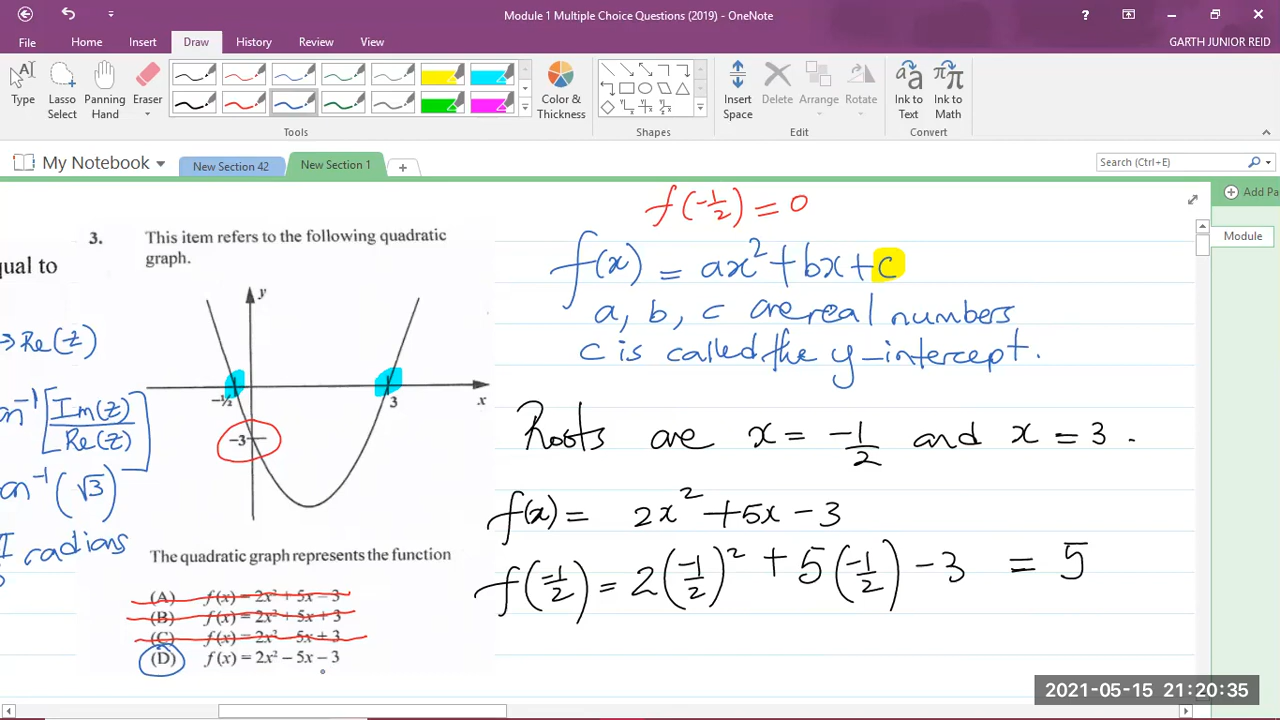 Module 1 Multiple Choice Questions (2019) - OneNote
File Home Insert Draw History Review View GARTH JUNIOR REID
Type Lasso Select Panning Hand Eraser Color & Thickness Insert Space Delete Arrange Rotate Ink to Text Ink to Math
Tools Shapes Edit Convert
My Notebook New Section 42 New Section 1 + Search (Ctrl+E)
Add Pa
Module
f(-1/2) = 0
3. This item refers to the following quadratic
graph.
qual to
f(x) = ax² + bx + c
a, b, c are real numbers
c is called the y-intercept.
⇒ Re(z)
y
-½ 3 x
-3
an⁻¹ [Im(z)/Re(z)]
an⁻¹ (√3)
radians
Roots are x = -1/2 and x = 3.
f(x) = 2x² + 5x - 3
f(-1/2) = 2(-1/2)² + 5(-1/2) - 3 = 5
The quadratic graph represents the function
(A) f(x) = 2x² + 5x - 3
(B) f(x) = 2x² + 5x + 3
(C) f(x) = 2x² - 5x + 3
(D) f(x) = 2x² - 5x - 3
2021-05-15 21:20:35